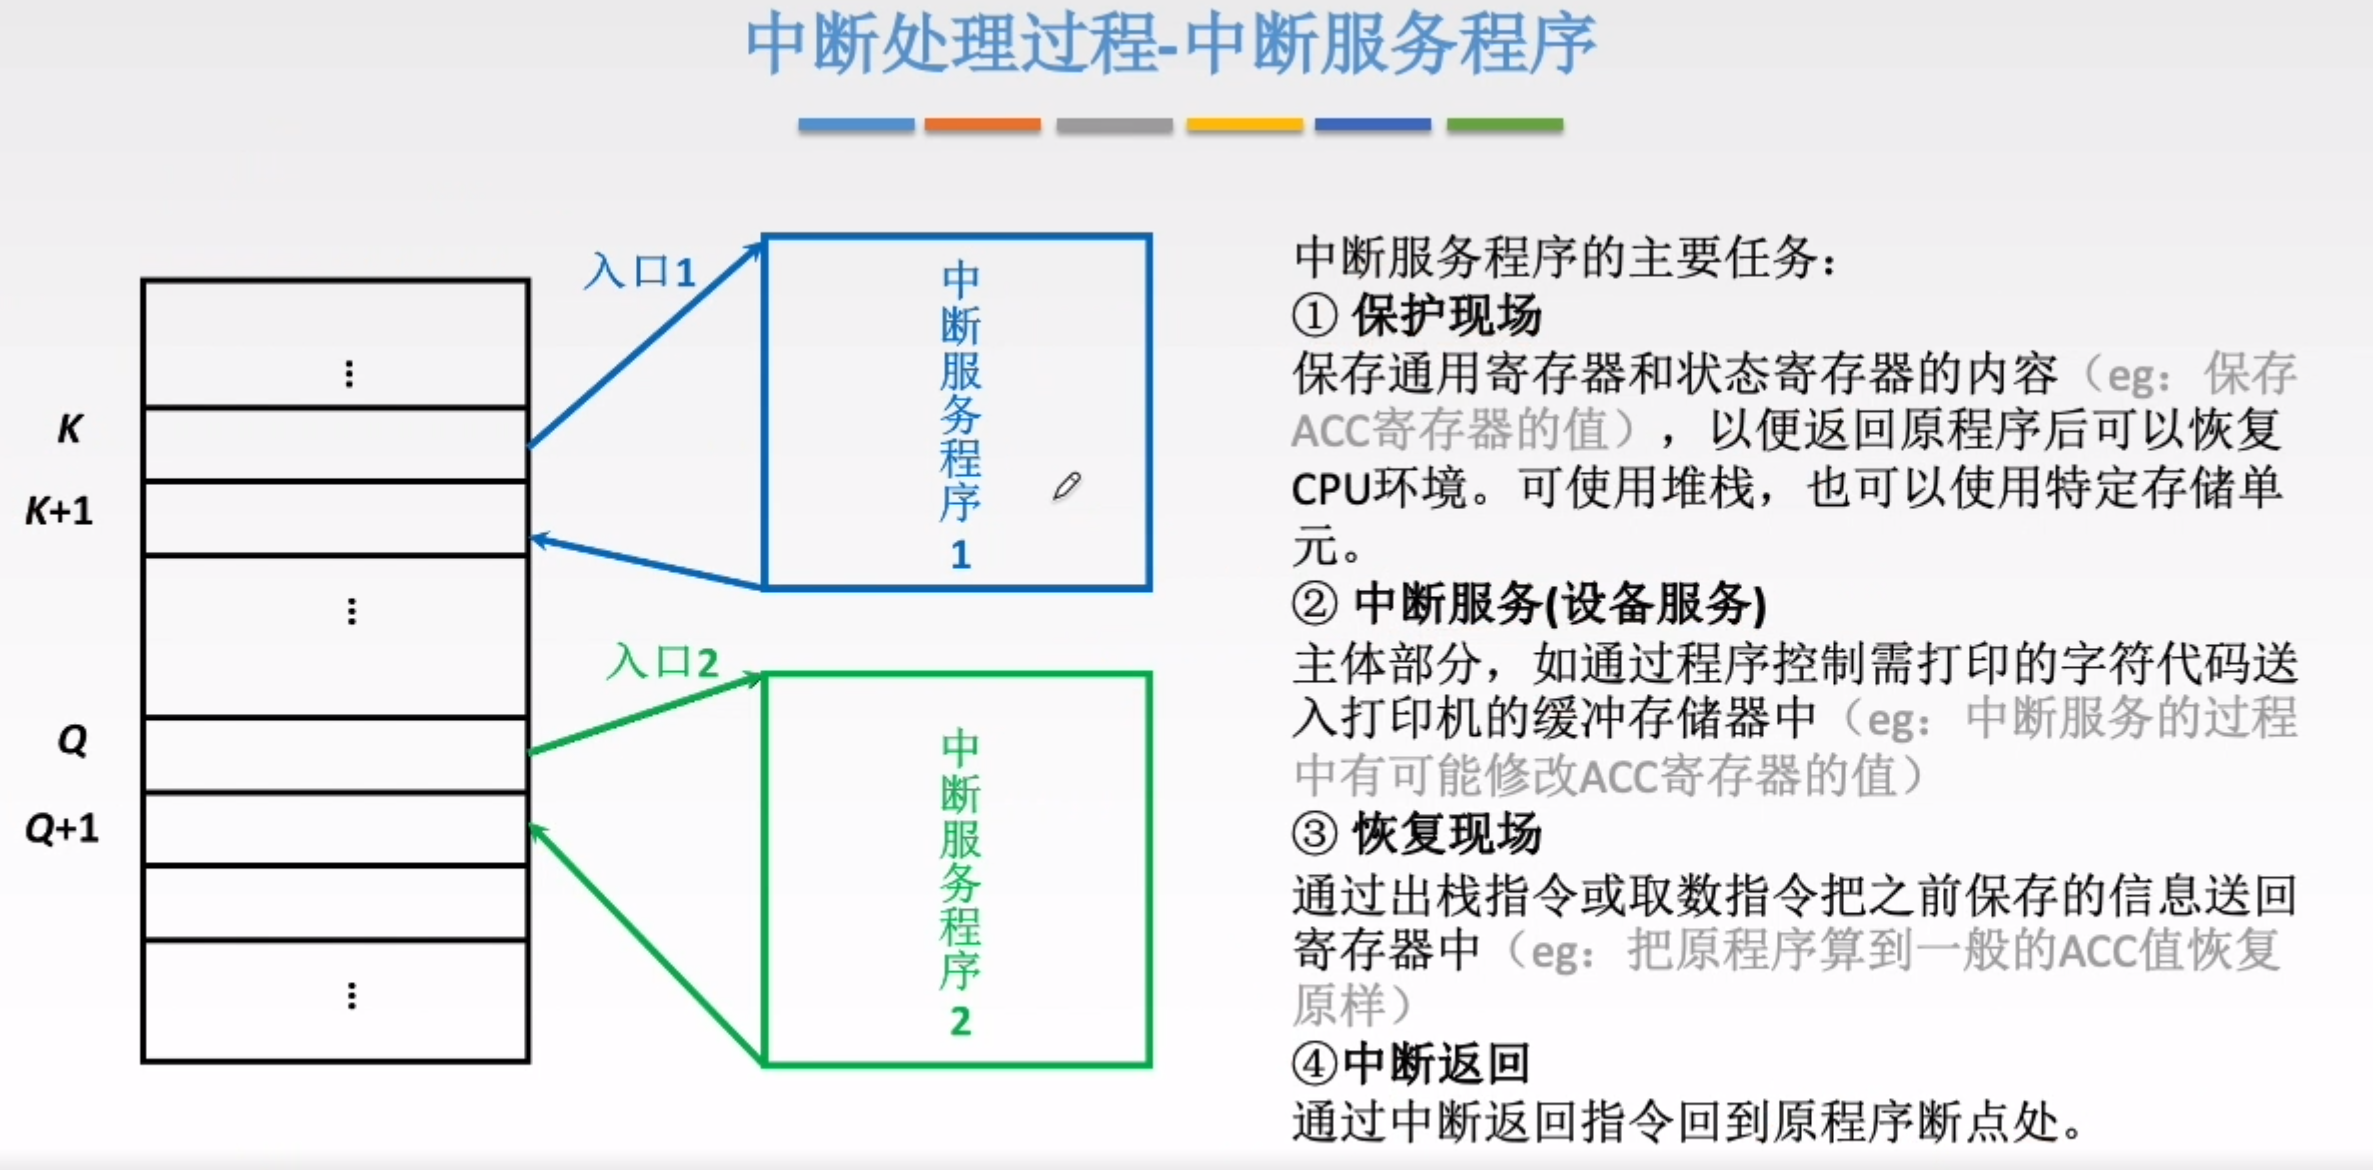 中断处理过程-中断服务程序
入口1
中断服务程序1
⋮
K
K+1
⋮
入口2
中断服务程序2
Q
Q+1
⋮
中断服务程序的主要任务：
① 保护现场
保存通用寄存器和状态寄存器的内容（eg：保存
ACC寄存器的值），以便返回原程序后可以恢复
CPU环境。可使用堆栈，也可以使用特定存储单
元。
② 中断服务(设备服务)
主体部分，如通过程序控制需打印的字符代码送
入打印机的缓冲存储器中（eg：中断服务的过程
中有可能修改ACC寄存器的值）
③ 恢复现场
通过出栈指令或取数指令把之前保存的信息送回
寄存器中（eg：把原程序算到一般的ACC值恢复
原样）
④中断返回
通过中断返回指令回到原程序断点处。